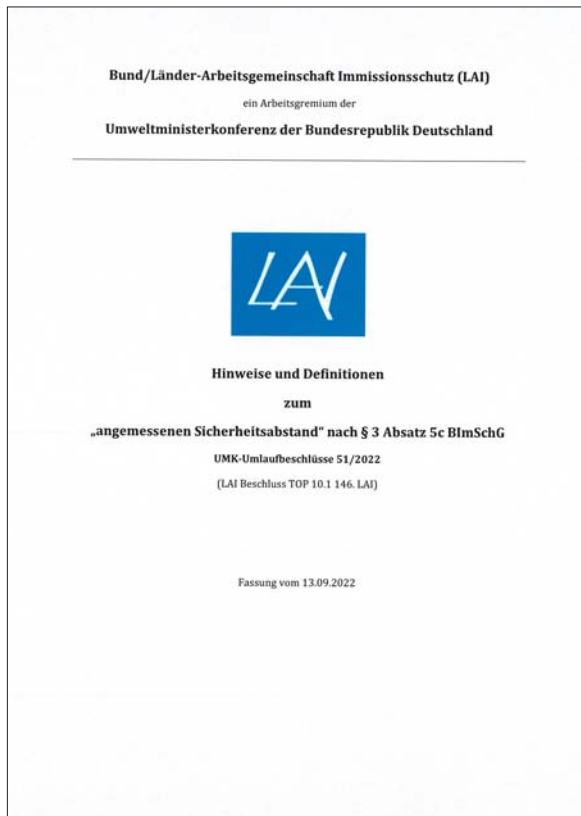 Bund/Länder-Arbeitsgemeinschaft Immissionsschutz (LAI)
ein Arbeitsgremium der
Umweltministerkonferenz der Bundesrepublik Deutschland
LAI
Hinweise und Definitionen
zum
„angemessenen Sicherheitsabstand“ nach § 3 Absatz 5c BImSchG
UMK-Umlaufbeschlüsse 51/2022
(LAI Beschluss TOP 10.1 146. LAI)
Fassung vom 13.09.2022